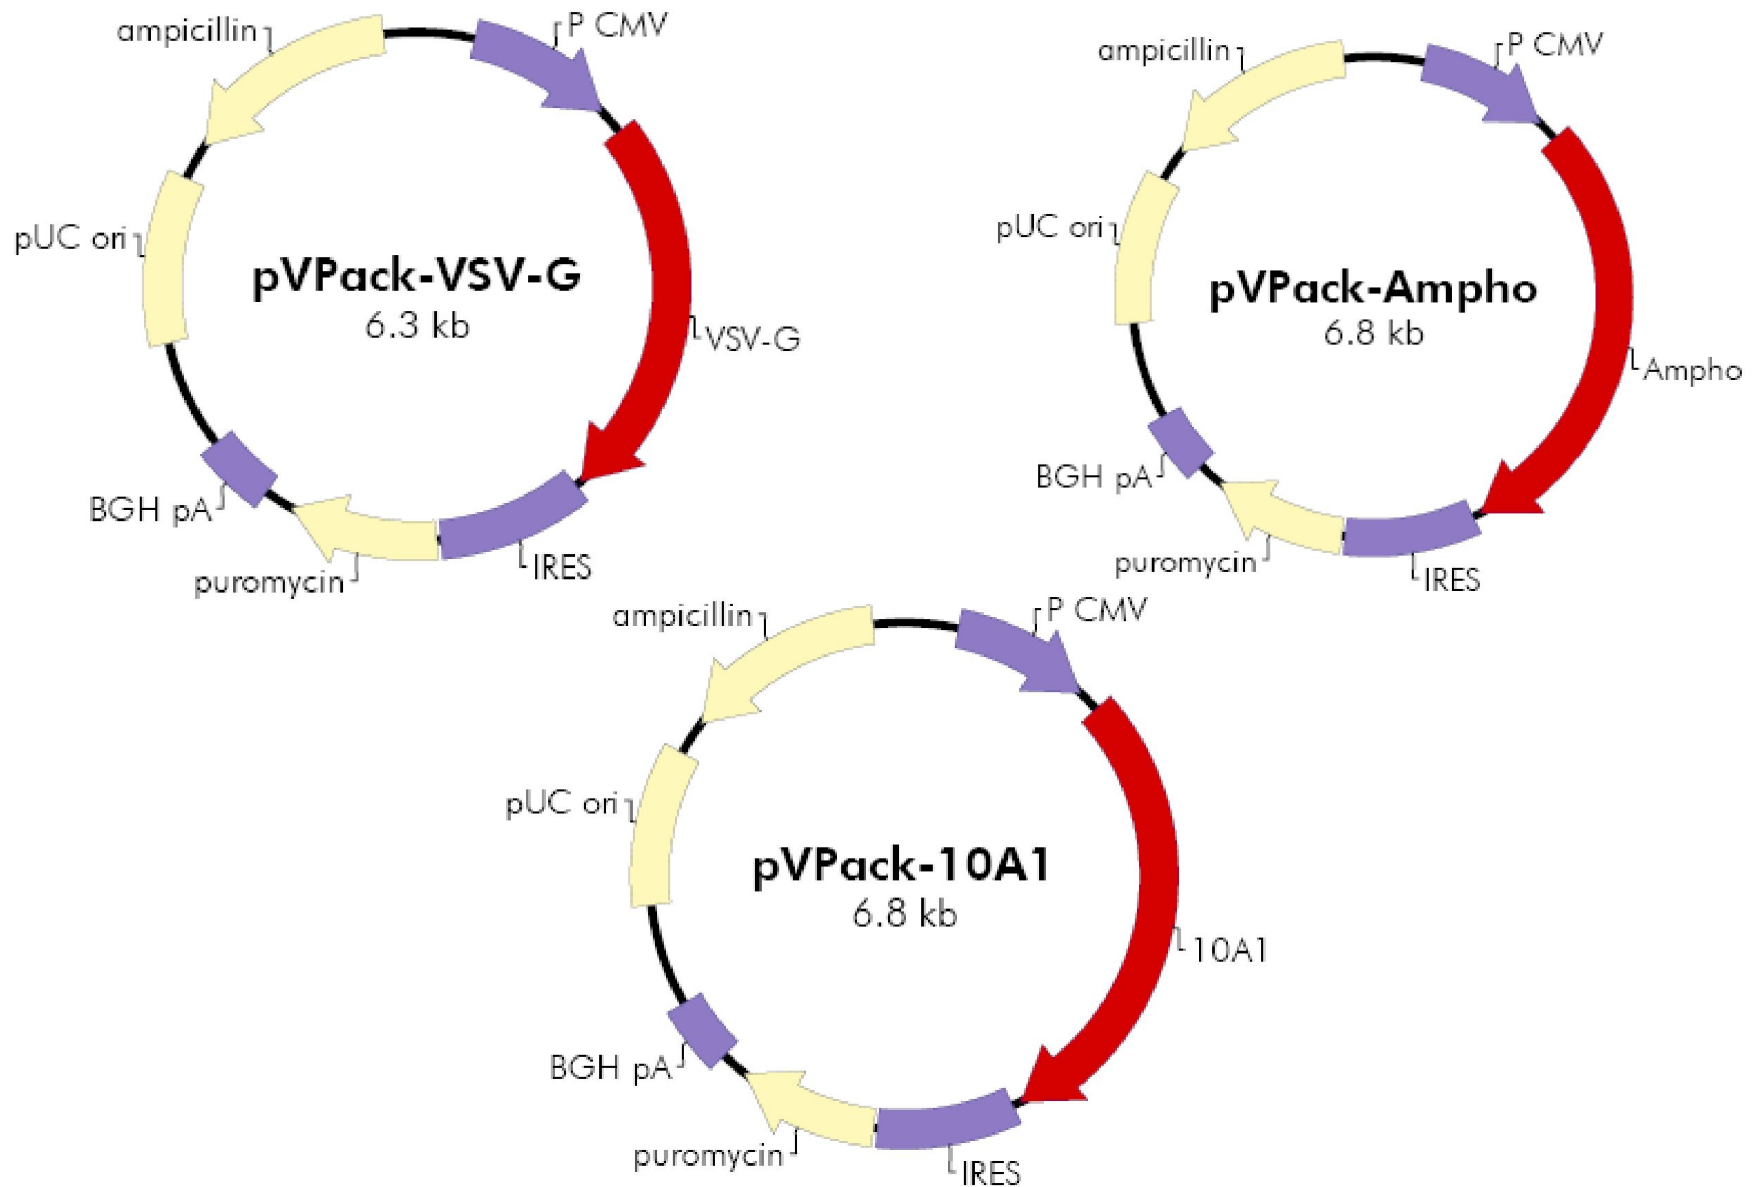 ampicillin
P CMV
pUC ori
pVPack-VSV-G
6.3 kb
VSV-G
BGH pA
puromycin
IRES
ampicillin
P CMV
pUC ori
pVPack-Ampho
6.8 kb
Ampho
BGH pA
puromycin
IRES
ampicillin
P CMV
pUC ori
pVPack-10A1
6.8 kb
10A1
BGH pA
puromycin
IRES